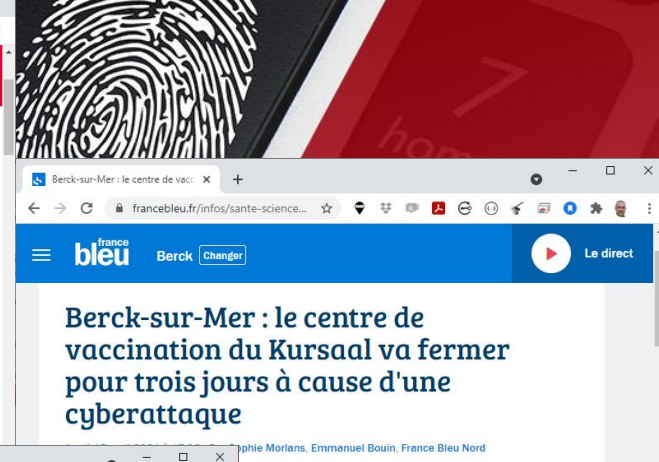 7
home
Berck-sur-Mer : le centre de vacc
francebleu.fr/infos/sante-science...
france
bleu
Berck
Changer
Le direct
Berck-sur-Mer : le centre de
vaccination du Kursaal va fermer
pour trois jours à cause d'une
cyberattaque
Sophie Morlans, Emmanuel Bouin, France Bleu Nord